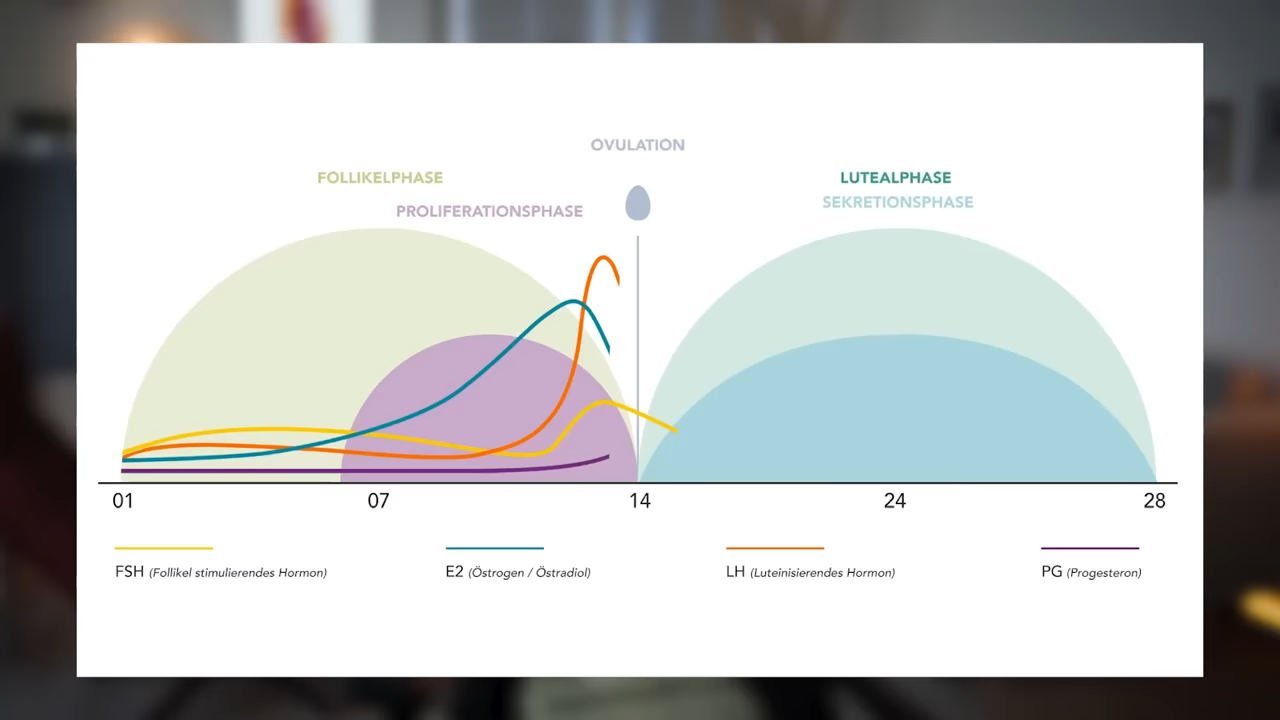 OVULATION
FOLLIKELPHASE
PROLIFERATIONSPHASE
LUTEALPHASE
SEKRETIONSPHASE
01 07 14 24 28
FSH (Follikel stimulierendes Hormon)
E2 (Östrogen / Östradiol)
LH (Luteinisierendes Hormon)
PG (Progesteron)